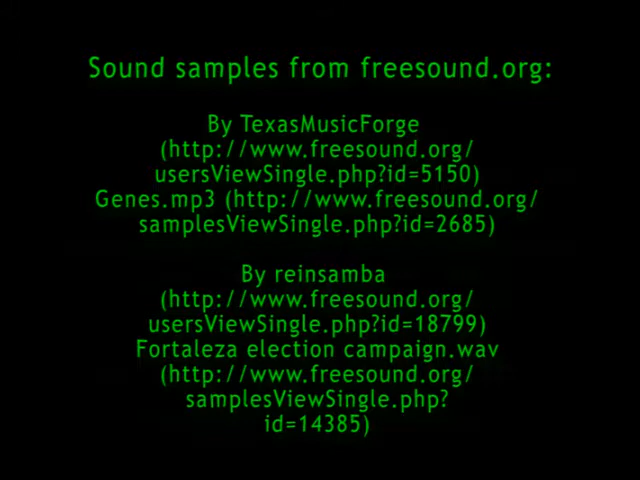 Sound samples from freesound.org:
By TexasMusicForge
(http://www.freesound.org/
usersViewSingle.php?id=5150)
Genes.mp3 (http://www.freesound.org/
samplesViewSingle.php?id=2685)
By reinsamba
(http://www.freesound.org/
usersViewSingle.php?id=18799)
Fortaleza election campaign.wav
(http://www.freesound.org/
samplesViewSingle.php?
id=14385)